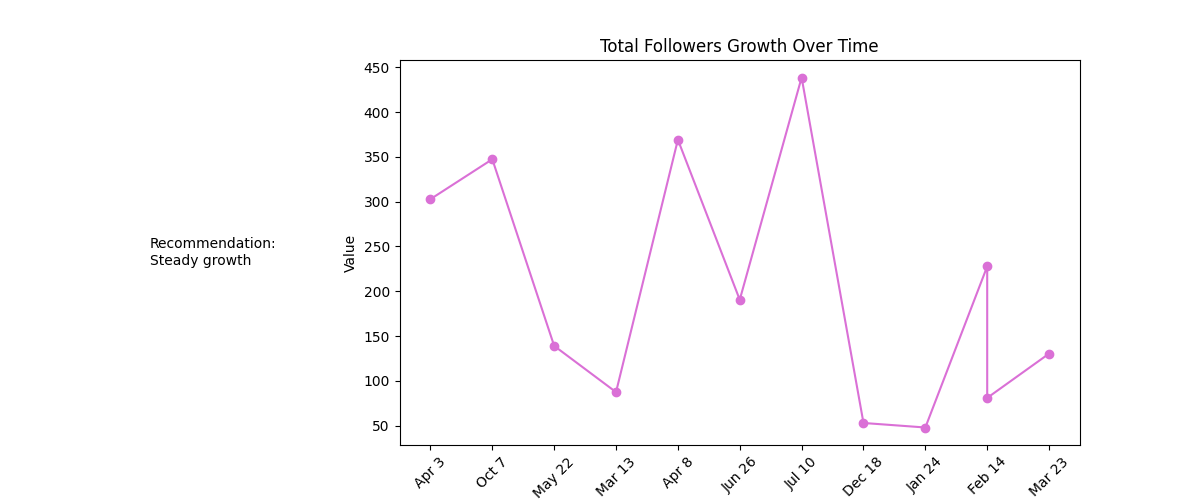 Total Followers Growth Over Time
Recommendation:
Steady growth
Value
450
400
350
300
250
200
150
100
50
Apr 3
Oct 7
May 22
Mar 13
Apr 8
Jun 26
Jul 10
Dec 18
Jan 24
Feb 14
Mar 23